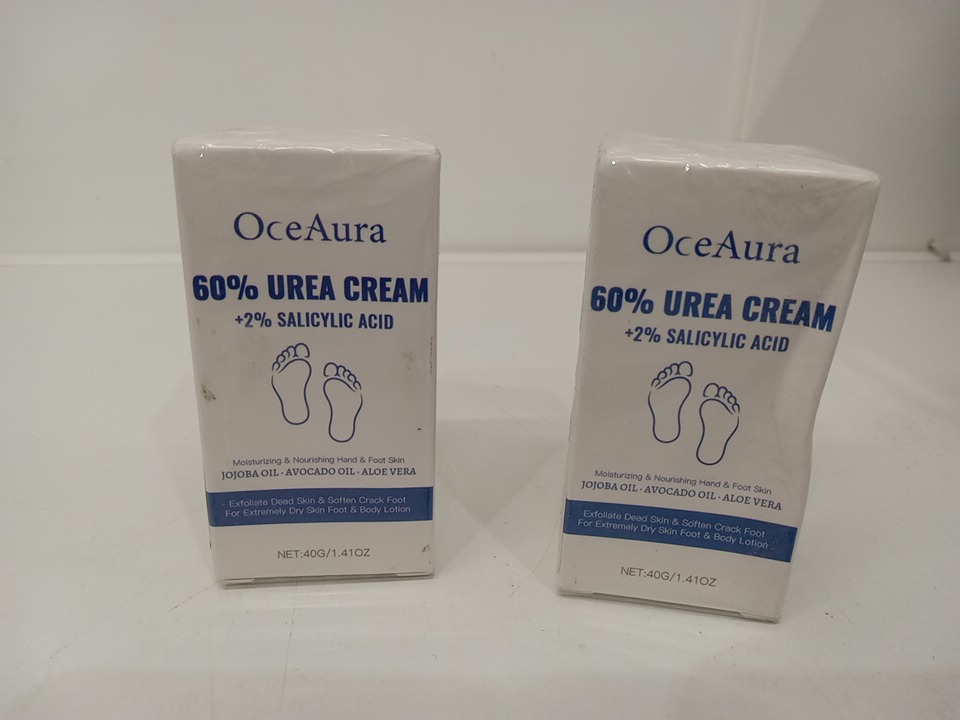 OceAura
60% UREA CREAM
+2% SALICYLIC ACID
Moisturizing & Nourishing Hand & Foot Skin
JOJOBA OIL · AVOCADO OIL · ALOE VERA
Exfoliate Dead Skin & Soften Crack Foot
For Extremely Dry Skin Foot & Body Lotion
NET:40G/1.41OZ
OceAura
60% UREA CREAM
+2% SALICYLIC ACID
Moisturizing & Nourishing Hand & Foot Skin
JOJOBA OIL · AVOCADO OIL · ALOE VERA
Exfoliate Dead Skin & Soften Crack Foot
For Extremely Dry Skin Foot & Body Lotion
NET:40G/1.41OZ